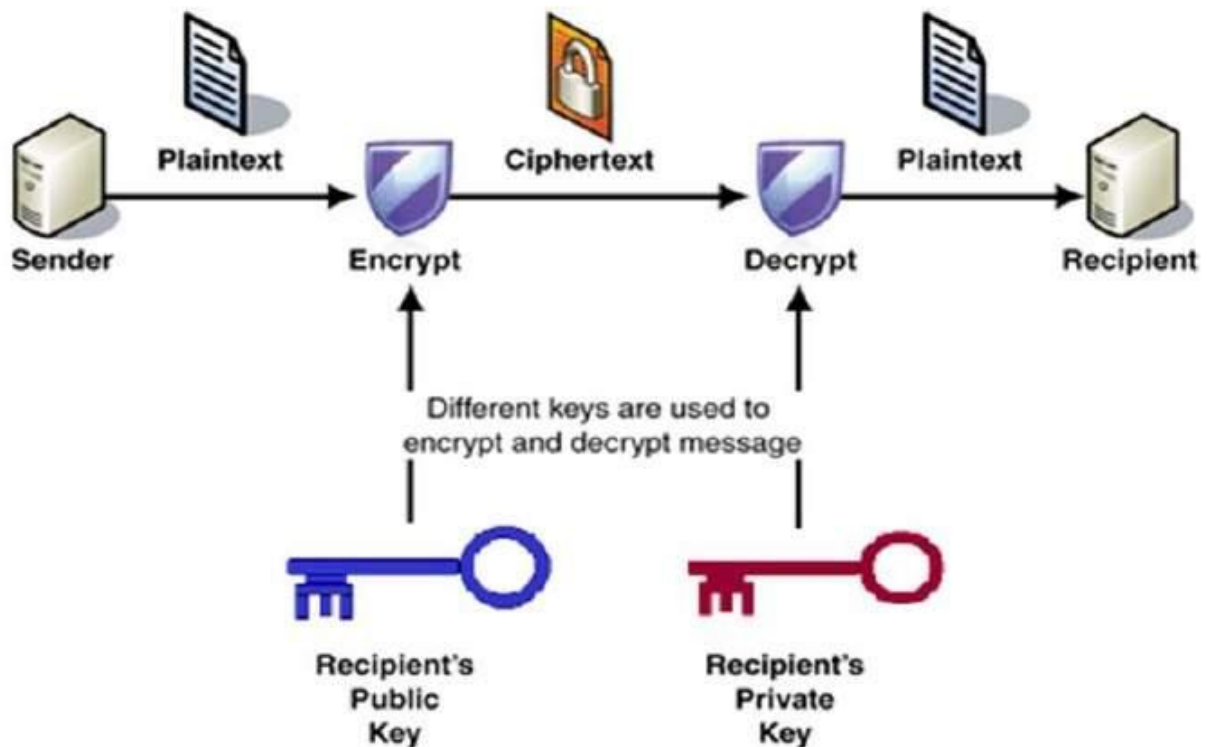 Plaintext
Ciphertext
Plaintext
Sender
Encrypt
Decrypt
Recipient
Different keys are used to
encrypt and decrypt message
Recipient's
Public
Key
Recipient's
Private
Key